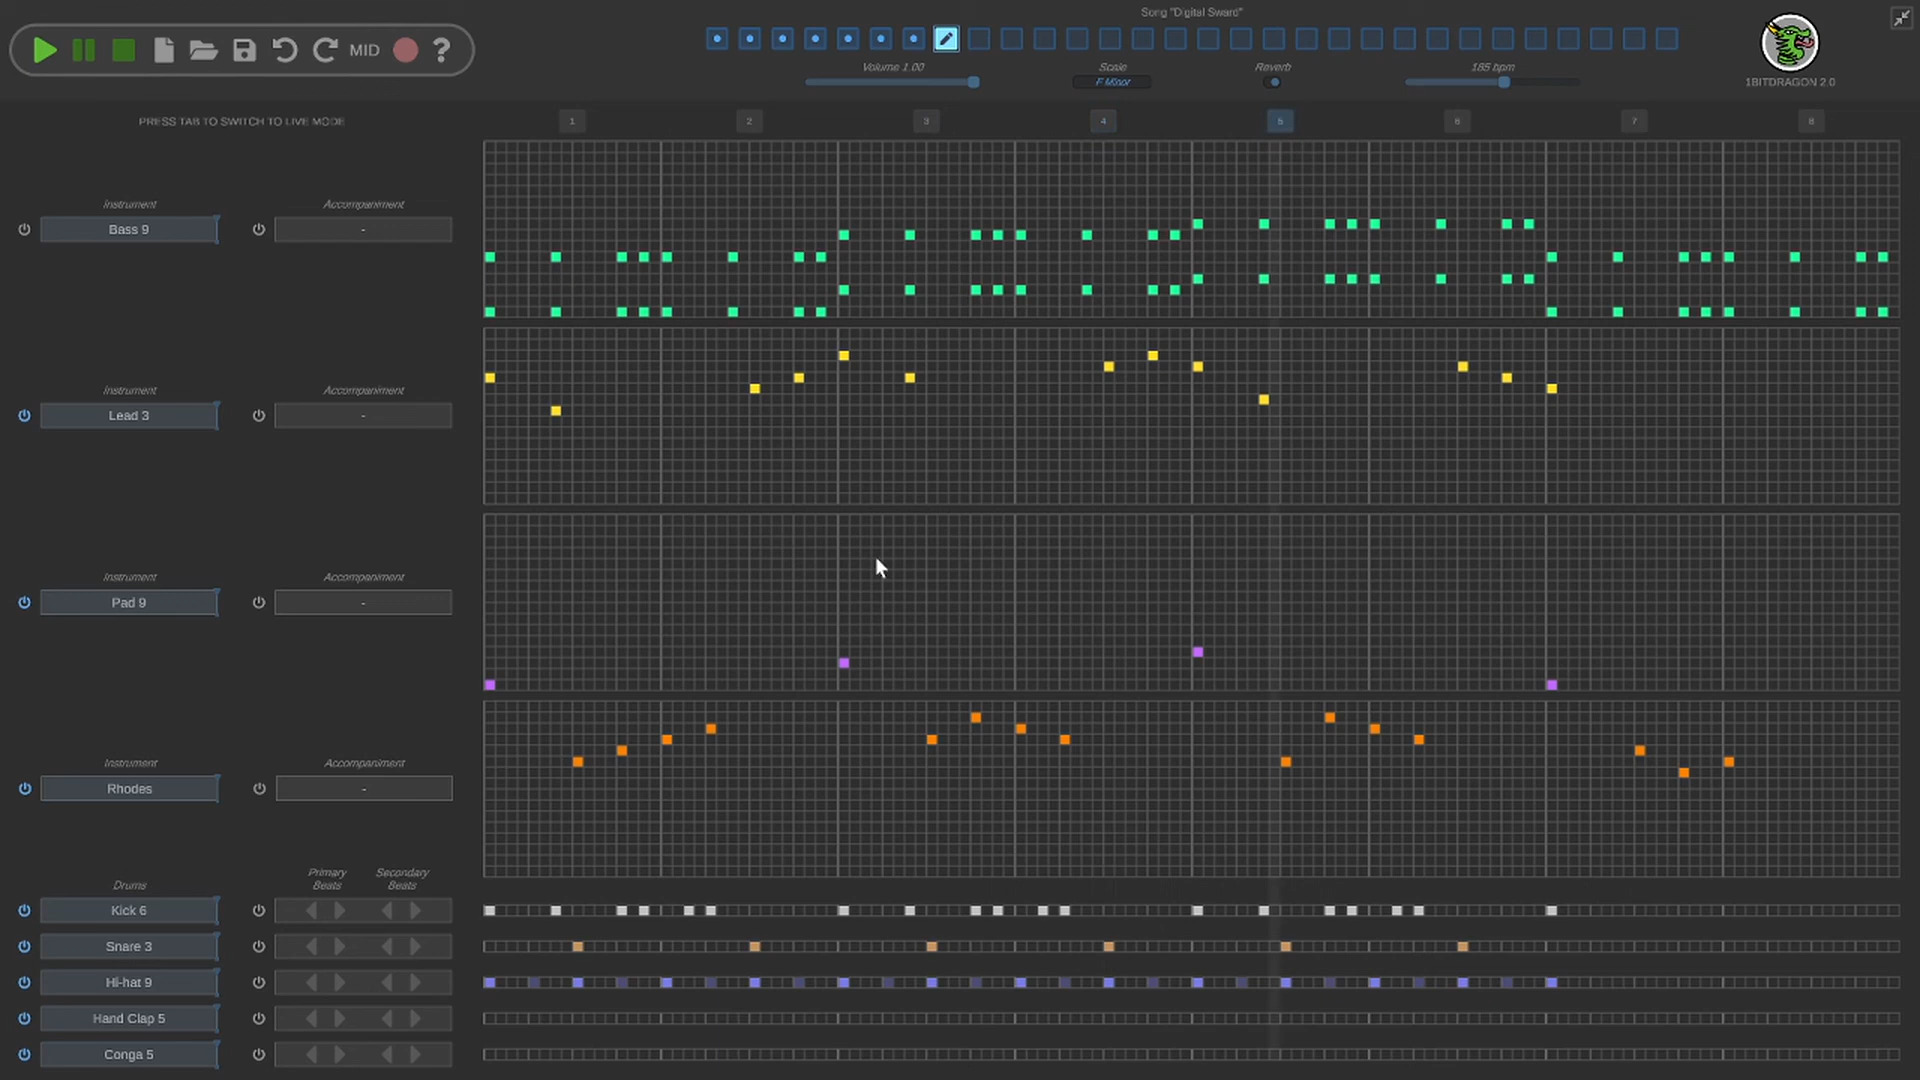 Song "Digital Sward"
MID
?
Volume 1.00
Scale
F Minor
Reverb
185 bpm
1BITDRAGON 2.0
PRESS TAB TO SWITCH TO LIVE MODE
1 2 3 4 5 6 7 8
Instrument Accompaniment
Bass 9 -
Instrument Accompaniment
Lead 3 -
Instrument Accompaniment
Pad 9 -
Instrument Accompaniment
Rhodes -
Drums Primary Beats Secondary Beats
Kick 6
Snare 3
Hi-hat 9
Hand Clap 5
Conga 5